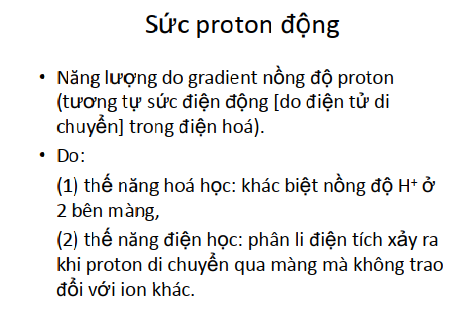 Sức proton động
• Năng lượng do gradient nồng độ proton
(tương tự sức điện động [do điện tử di
chuyển] trong điện hoá).
• Do:
(1) thế năng hoá học: khác biệt nồng độ H⁺ ở
2 bên màng,
(2) thế năng điện học: phân li điện tích xảy ra
khi proton di chuyển qua màng mà không trao
đổi với ion khác.